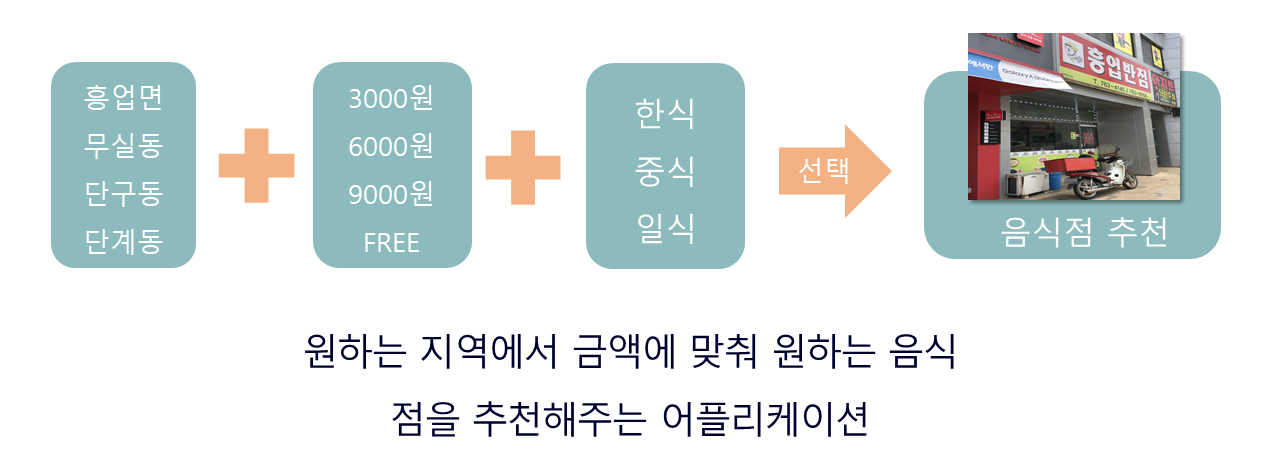 흥업면
무실동
단구동
단계동
3000원
6000원
9000원
FREE
한식
중식
일식
선택
흥업반점
음식점 추천
원하는 지역에서 금액에 맞춰 원하는 음식
점을 추천해주는 어플리케이션